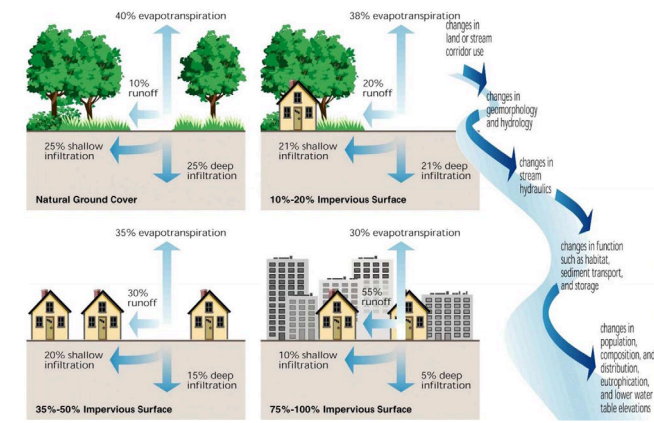 40% evapotranspiration
10%
runoff
25% shallow
infiltration
25% deep
infiltration
Natural Ground Cover
38% evapotranspiration
20%
runoff
21% shallow
infiltration
21% deep
infiltration
10%-20% Impervious Surface
35% evapotranspiration
30%
runoff
20% shallow
infiltration
15% deep
infiltration
35%-50% Impervious Surface
30% evapotranspiration
55%
runoff
10% shallow
infiltration
5% deep
infiltration
75%-100% Impervious Surface
changes in
land or stream
corridor use
changes in
geomorphology
and hydrology
changes in
stream
hydraulics
changes in function
such as habitat,
sediment transport,
and storage
changes in
population,
composition, and
distribution,
eutrophication,
and lower water
table elevations